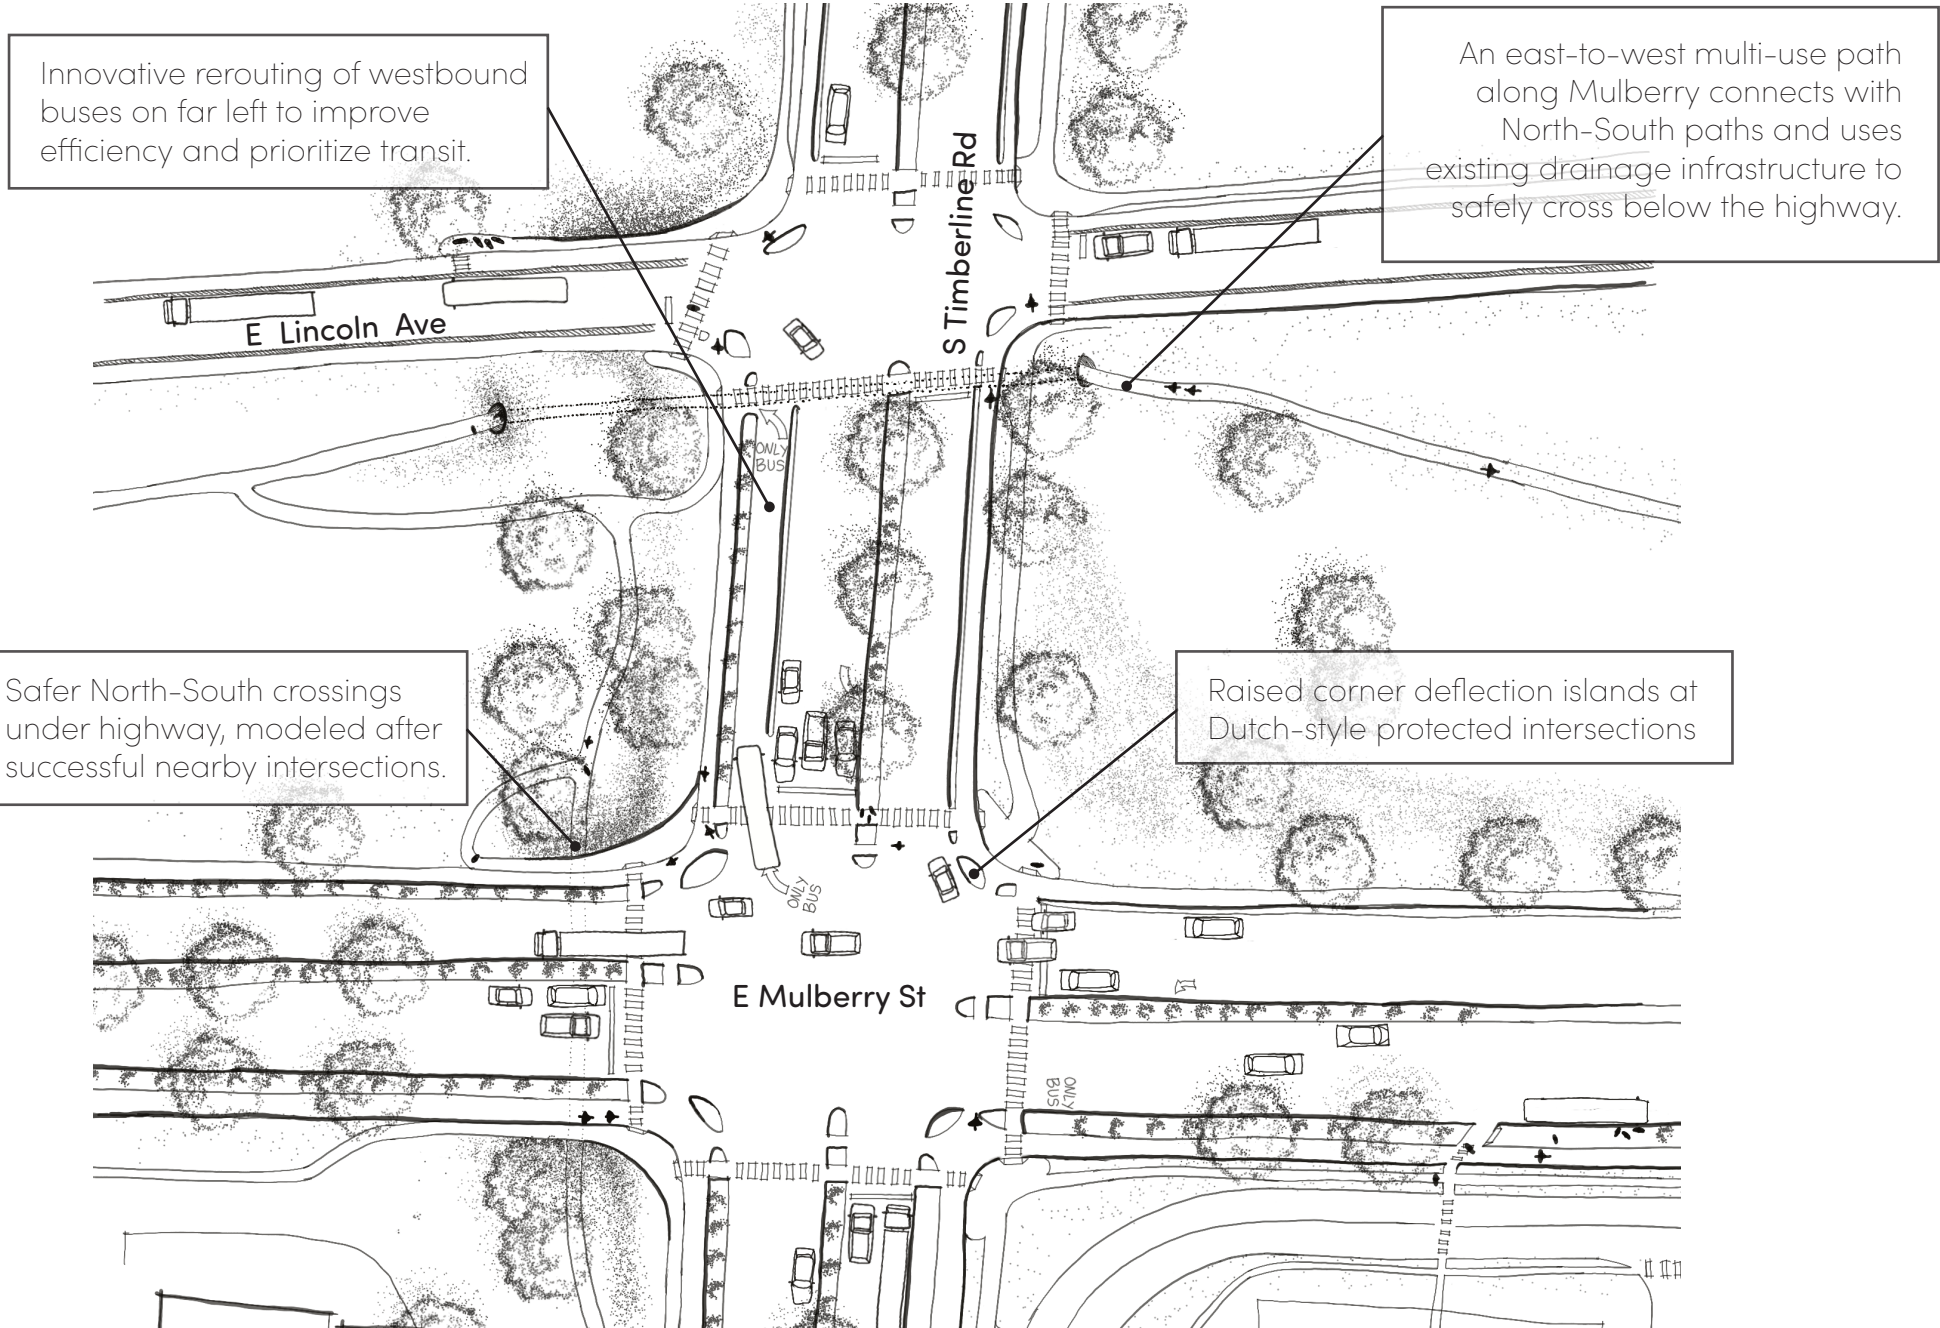 Innovative rerouting of westbound
buses on far left to improve
efficiency and prioritize transit.
An east-to-west multi-use path
along Mulberry connects with
North-South paths and uses
existing drainage infrastructure to
safely cross below the highway.
S Timberline Rd
E Lincoln Ave
ONLY
BUS
Safer North-South crossings
under highway, modeled after
successful nearby intersections.
Raised corner deflection islands at
Dutch-style protected intersections
ONLY
BUS
E Mulberry St
ONLY
BUS